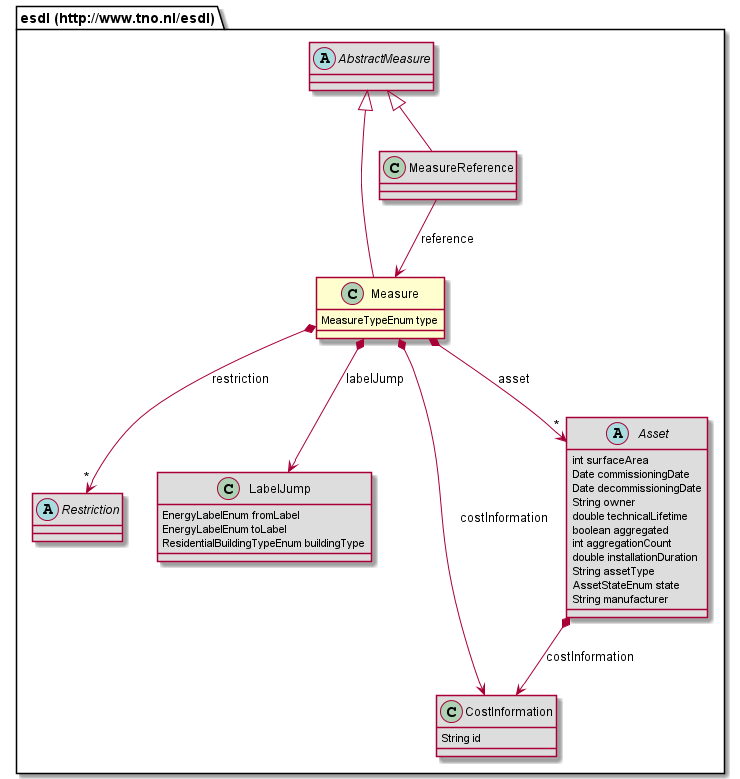 esdl (http://www.tno.nl/esdl)
A AbstractMeasure
C MeasureReference
reference
C Measure
MeasureTypeEnum type
restriction
labelJump
asset
*
*
A Restriction
C LabelJump
EnergyLabelEnum fromLabel
EnergyLabelEnum toLabel
ResidentialBuildingTypeEnum buildingType
costInformation
A Asset
int surfaceArea
Date commissioningDate
Date decommissioningDate
String owner
double technicalLifetime
boolean aggregated
int aggregationCount
double installationDuration
String assetType
AssetStateEnum state
String manufacturer
costInformation
C CostInformation
String id